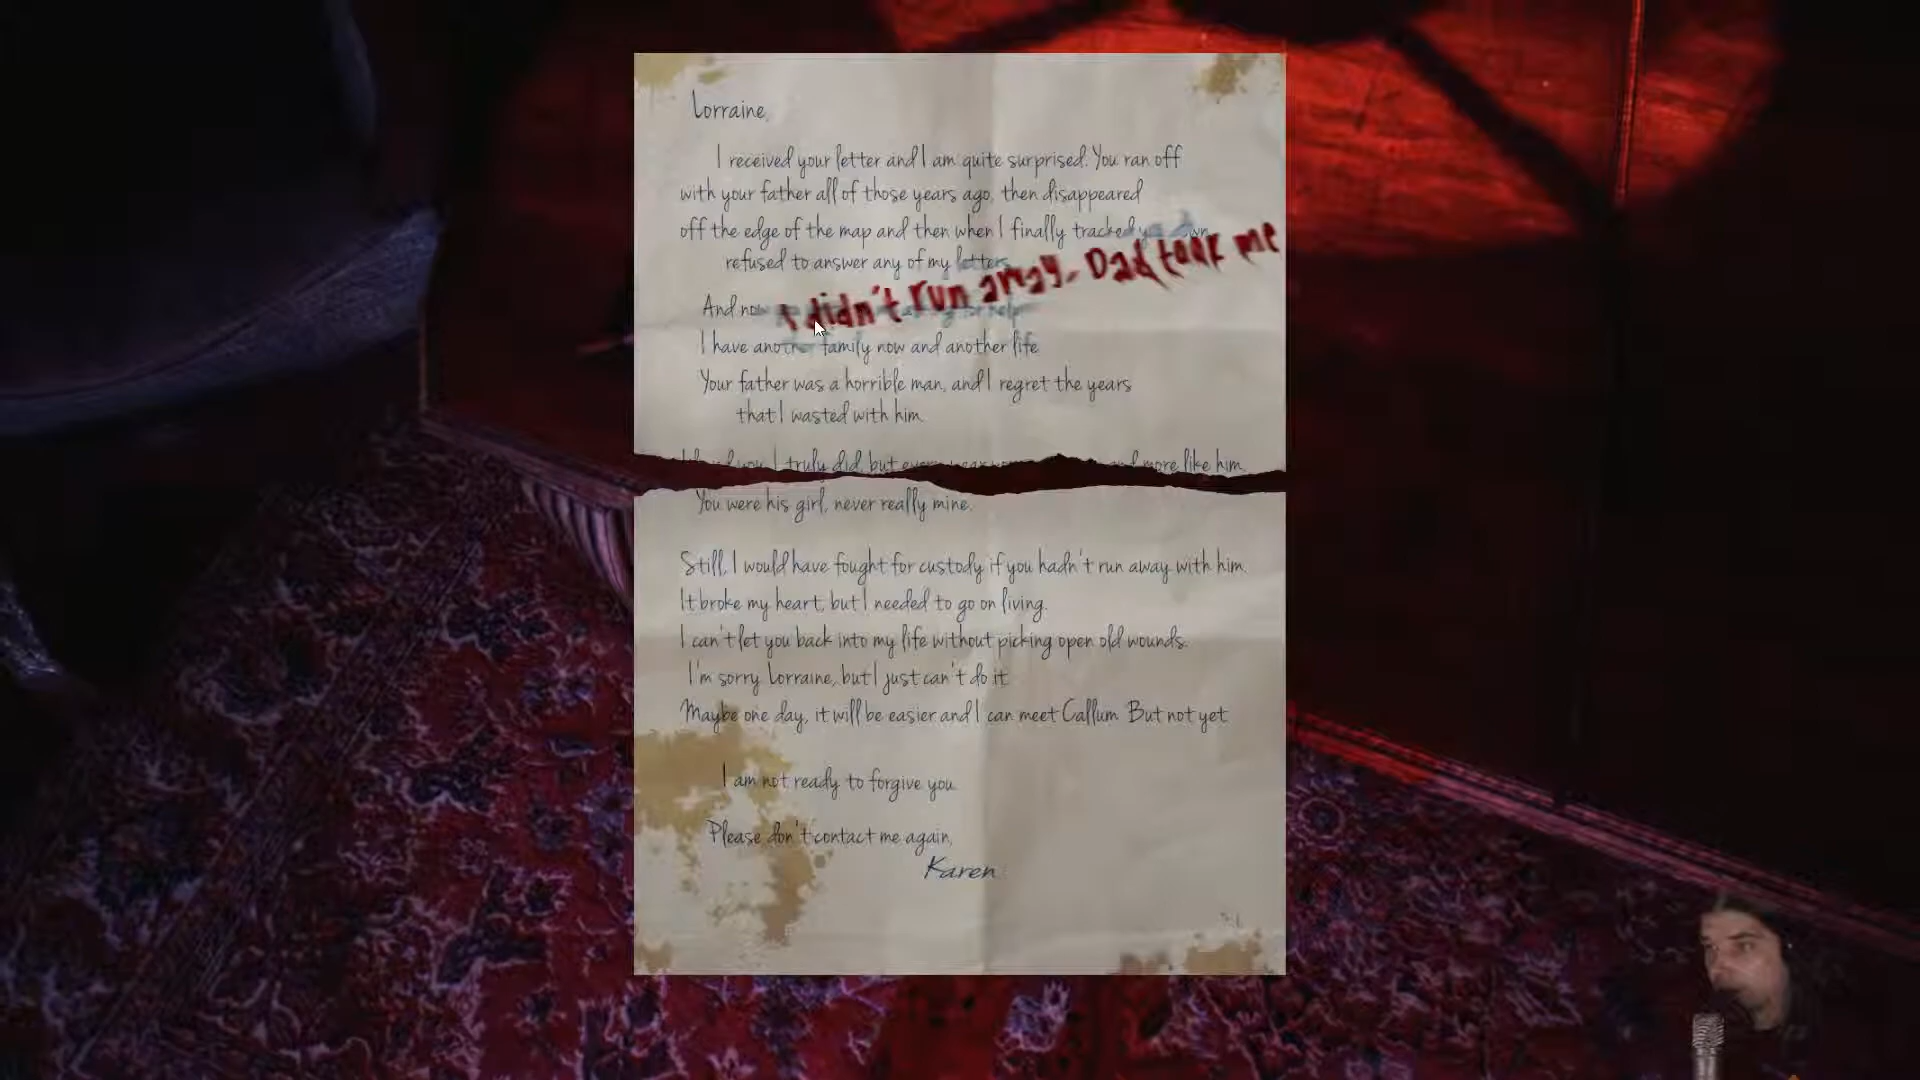 Lorraine,
I received your letter and I am quite surprised. You ran off
with your father all of those years ago, then disappeared
off the edge of the map and then when I finally tracked
refused to answer any of my letters
I didn't run away. Dad took me
And now
I have another family now and another life
Your father was a horrible man, and I regret the years
that I wasted with him.
you, I truly did, but more like him.
You were his girl, never really mine.
Still, I would have fought for custody if you hadn't run away with him.
It broke my heart, but I needed to go on living.
I can't let you back into my life without picking open old wounds.
I'm sorry Lorraine, but I just can't do it
Maybe one day, it will be easier and I can meet Callum. But not yet
I am not ready to forgive you.
Please don't contact me again,
Karen